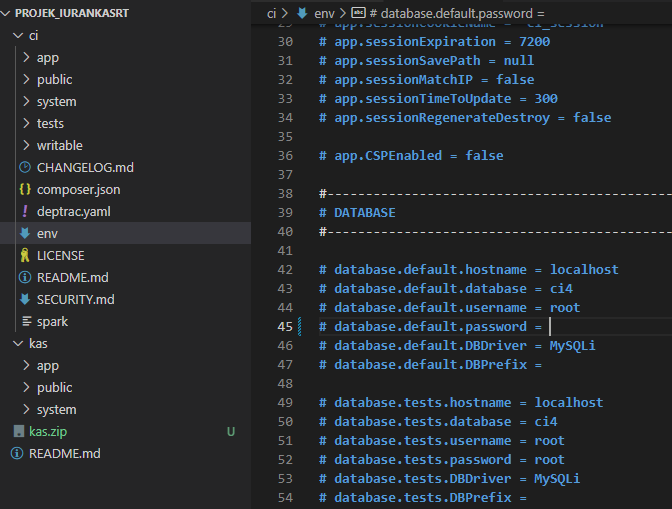 PROJEK_IURANKASRT
ci
app
public
system
tests
writable
CHANGELOG.md
composer.json
deptrac.yaml
env
LICENSE
README.md
SECURITY.md
spark
kas
app
public
system
kas.zip U
README.md
ci > env > # database.default.password =
29 # app.sessionCookieName = 'ci_session'
30 # app.sessionExpiration = 7200
31 # app.sessionSavePath = null
32 # app.sessionMatchIP = false
33 # app.sessionTimeToUpdate = 300
34 # app.sessionRegenerateDestroy = false
35
36 # app.CSPEnabled = false
37
38 #--------------------------------------------------
39 # DATABASE
40 #--------------------------------------------------
41
42 # database.default.hostname = localhost
43 # database.default.database = ci4
44 # database.default.username = root
45 # database.default.password =
46 # database.default.DBDriver = MySQLi
47 # database.default.DBPrefix =
48
49 # database.tests.hostname = localhost
50 # database.tests.database = ci4
51 # database.tests.username = root
52 # database.tests.password = root
53 # database.tests.DBDriver = MySQLi
54 # database.tests.DBPrefix =